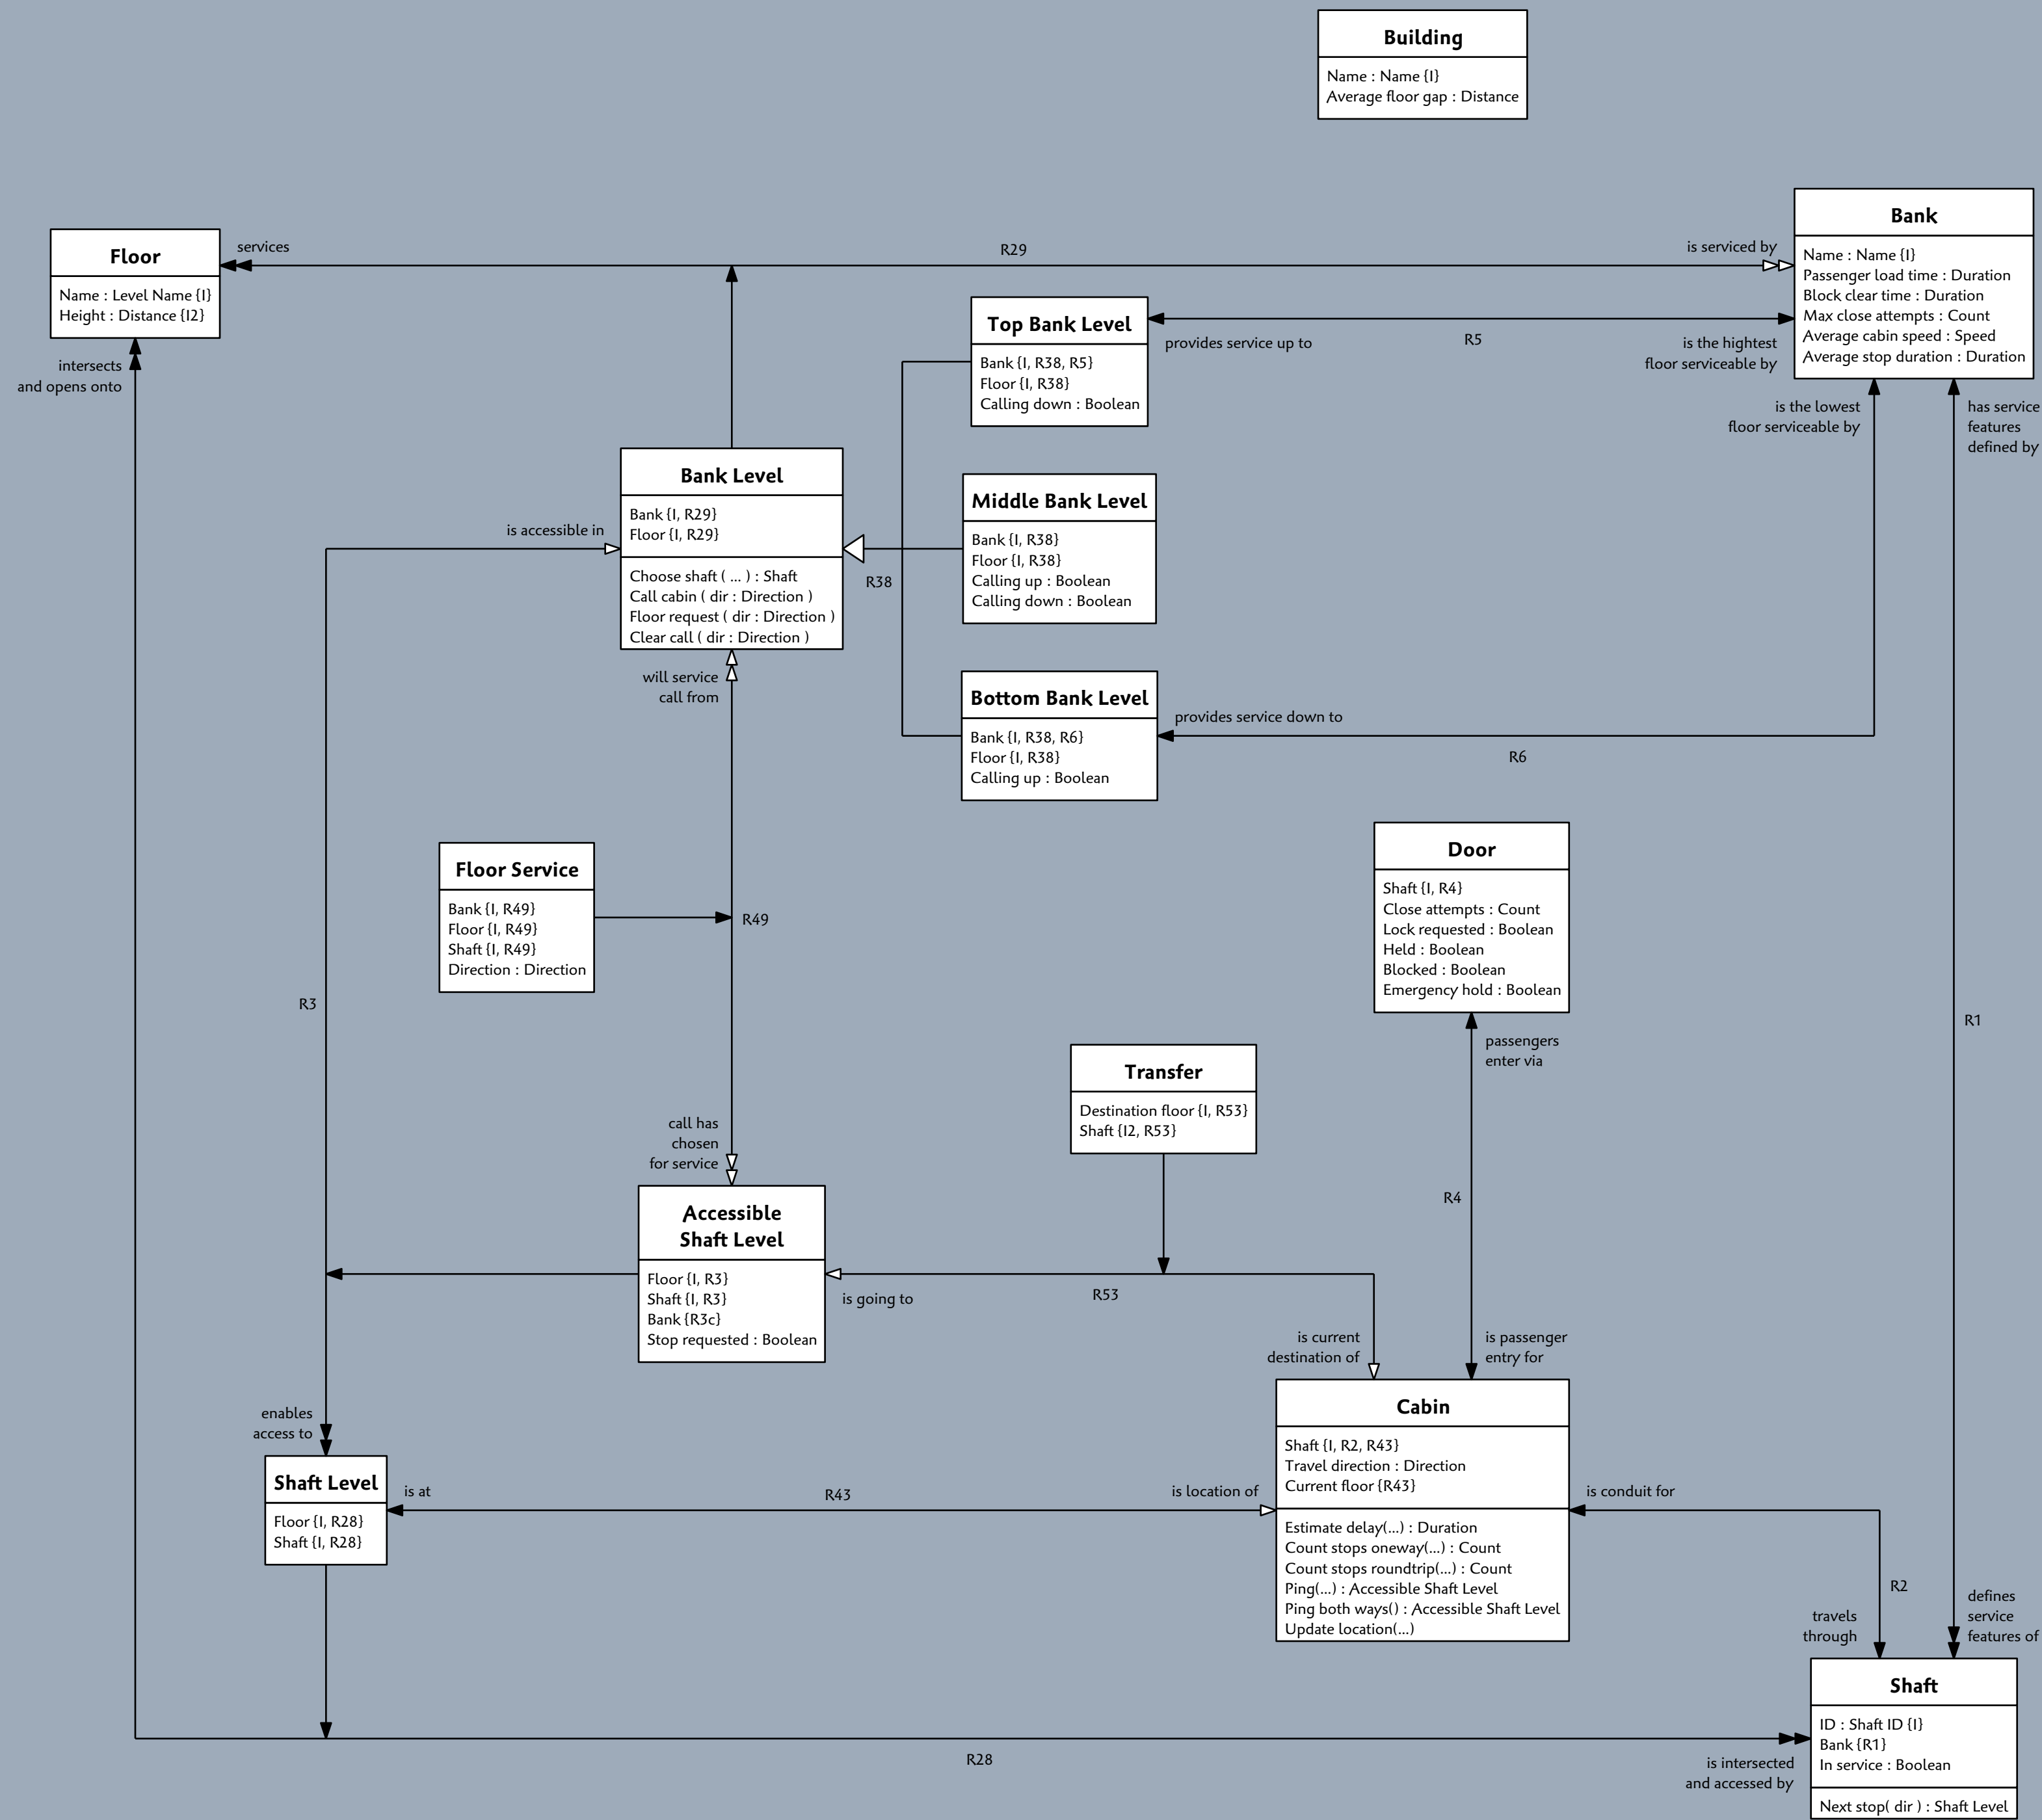 Building
Name : Name {I}
Average floor gap : Distance
Bank
Name : Name {I}
Passenger load time : Duration
Block clear time : Duration
Max close attempts : Count
Average cabin speed : Speed
Average stop duration : Duration
Floor
Name : Level Name {I}
Height : Distance {I2}
services
R29
is serviced by
intersects
and opens onto
Top Bank Level
Bank {I, R38, R5}
Floor {I, R38}
Calling down : Boolean
provides service up to
R5
is the highest
floor serviceable by
is the lowest
floor serviceable by
has service
features
defined by
Bank Level
Bank {I, R29}
Floor {I, R29}
Choose shaft ( ... ) : Shaft
Call cabin ( dir : Direction )
Floor request ( dir : Direction )
Clear call ( dir : Direction )
is accessible in
R38
Middle Bank Level
Bank {I, R38}
Floor {I, R38}
Calling up : Boolean
Calling down : Boolean
will service
call from
Bottom Bank Level
Bank {I, R38, R6}
Floor {I, R38}
Calling up : Boolean
provides service down to
R6
Floor Service
Bank {I, R49}
Floor {I, R49}
Shaft {I, R49}
Direction : Direction
R49
Door
Shaft {I, R4}
Close attempts : Count
Lock requested : Boolean
Held : Boolean
Blocked : Boolean
Emergency hold : Boolean
R3
R1
passengers
enter via
Transfer
Destination floor {I, R53}
Shaft {I2, R53}
call has
chosen
for service
R4
Accessible
Shaft Level
Floor {I, R3}
Shaft {I, R3}
Bank {R3c}
Stop requested : Boolean
is going to
R53
is current
destination of
is passenger
entry for
enables
access to
Shaft Level
Floor {I, R28}
Shaft {I, R28}
is at
R43
is location of
Cabin
Shaft {I, R2, R43}
Travel direction : Direction
Current floor {R43}
Estimate delay(...) : Duration
Count stops oneway(...) : Count
Count stops roundtrip(...) : Count
Ping(...) : Accessible Shaft Level
Ping both ways() : Accessible Shaft Level
Update location(...)
is conduit for
R2
travels
through
defines
service
features of
Shaft
ID : Shaft ID {I}
Bank {R1}
In service : Boolean
Next stop( dir ) : Shaft Level
R28
is intersected
and accessed by